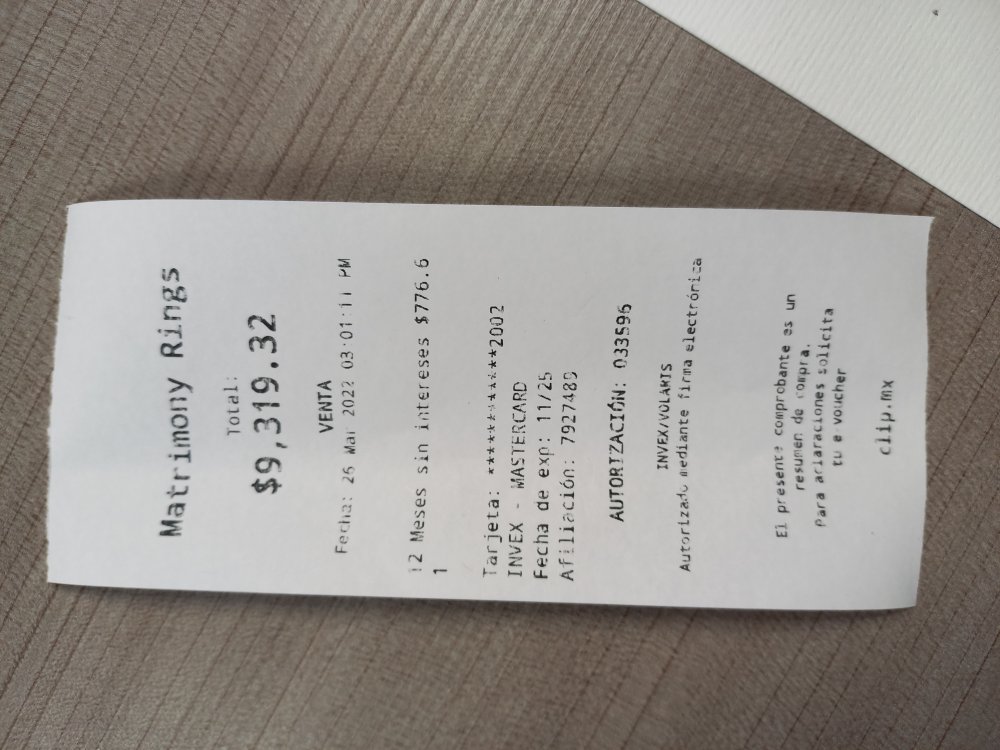 Matrimony Rings
Total:
$9,319.32
VENTA
Fecha: 26 Mar 2022 03:01:11 PM
12 Meses sin intereses $776.6
1
Tarjeta: ************2002
INVEX - MASTERCARD
Fecha de exp: 11/25
Afiliación: 7927489
AUTORIZACIÓN: 033596
INVEX/VOLARIS
Autorizado mediante firma electrónica
El presente comprobante es un
resumen de compra.
Para aclaraciones solicita
tu e-voucher
clip.mx